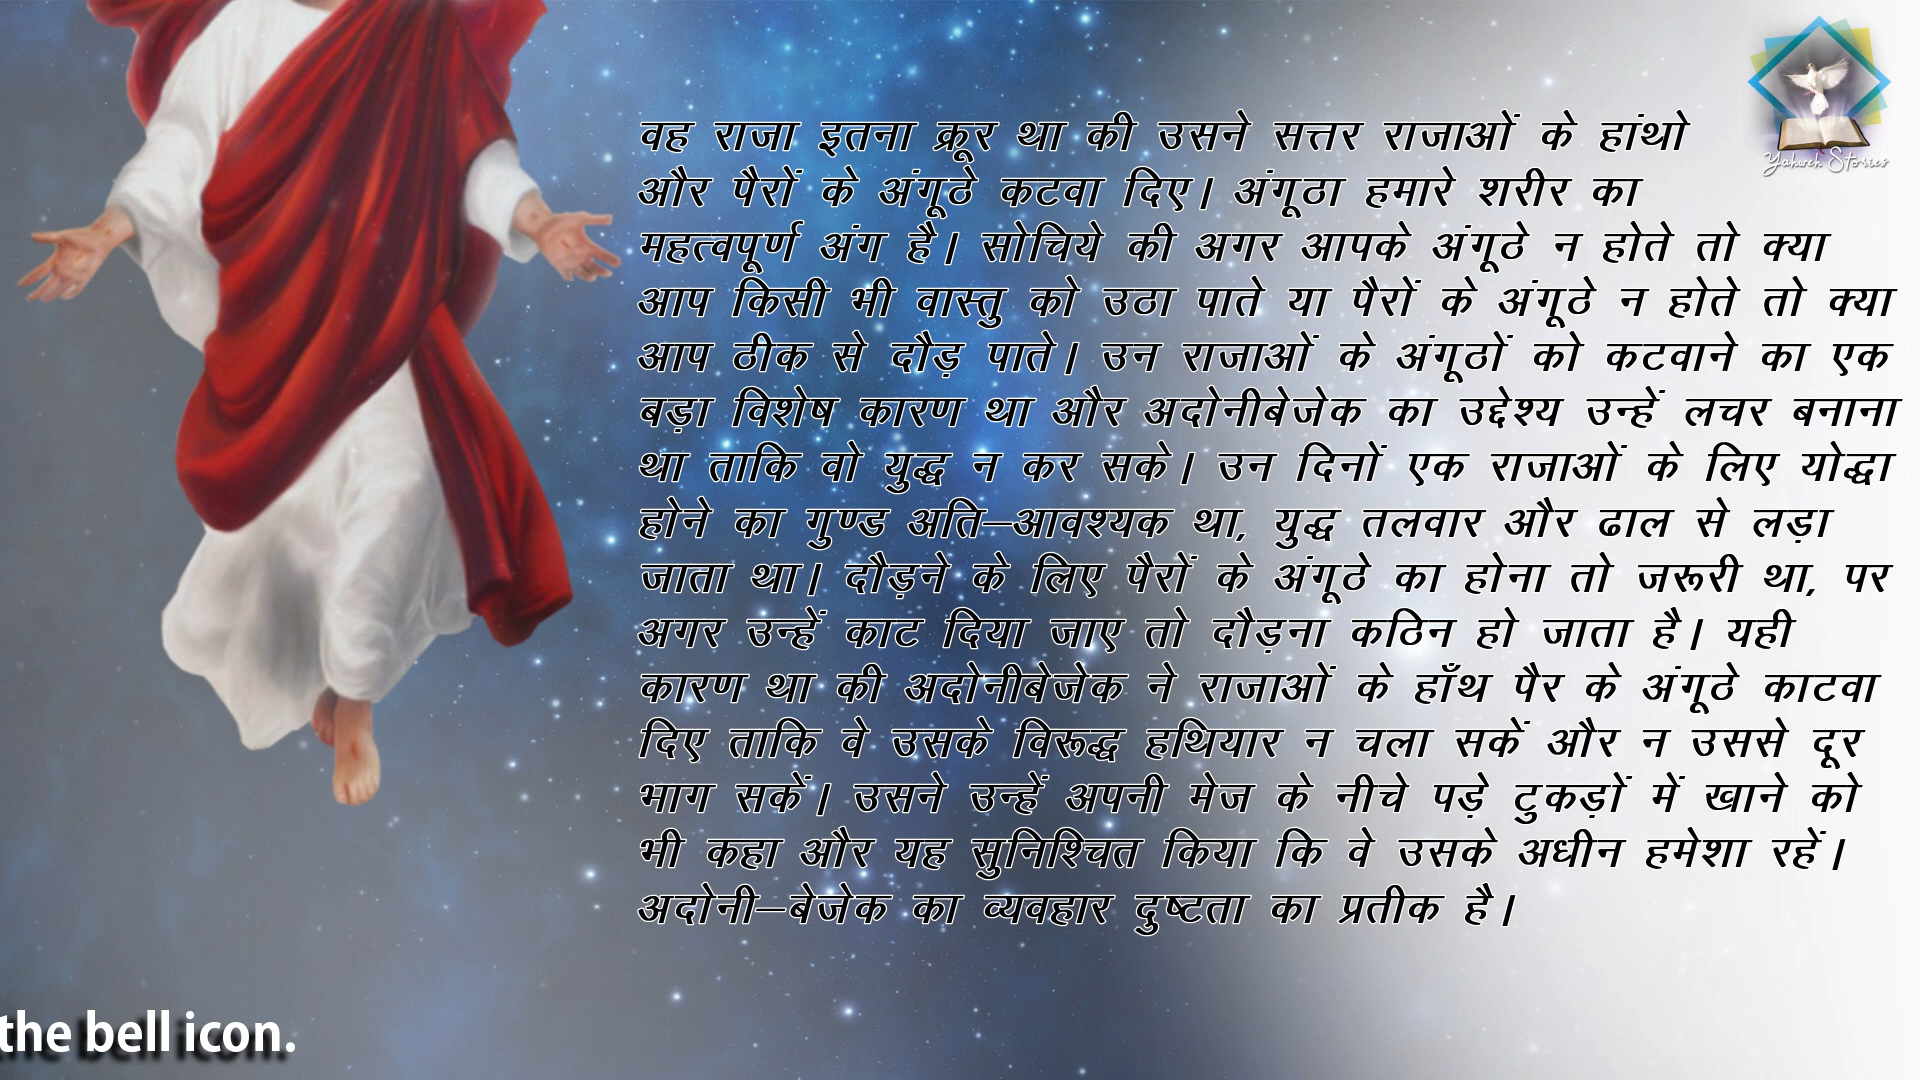 Yahweh Stories
वह राजा इतना क्रूर था की उसने सत्तर राजाओं के हांथो
और पैरों के अंगूठे कटवा दिए। अंगूठा हमारे शरीर का
महत्वपूर्ण अंग है। सोचिये की अगर आपके अंगूठे न होते तो क्या
आप किसी भी वास्तु को उठा पाते या पैरों के अंगूठे न होते तो क्या
आप ठीक से दौड़ पाते। उन राजाओं के अंगूठों को कटवाने का एक
बड़ा विशेष कारण था और अदोनीबेजेक का उद्देश्य उन्हें लचर बनाना
था ताकि वो युद्ध न कर सके। उन दिनों एक राजाओं के लिए योद्धा
होने का गुण्ड अति–आवश्यक था, युद्ध तलवार और ढाल से लड़ा
जाता था। दौड़ने के लिए पैरों के अंगूठे का होना तो जरूरी था, पर
अगर उन्हें काट दिया जाए तो दौड़ना कठिन हो जाता है। यही
कारण था की अदोनीबेजेक ने राजाओं के हाँथ पैर के अंगूठे काटवा
दिए ताकि वे उसके विरूद्ध हथियार न चला सकें और न उससे दूर
भाग सकें। उसने उन्हें अपनी मेज के नीचे पड़े टुकड़ों में खाने को
भी कहा और यह सुनिश्चित किया कि वे उसके अधीन हमेशा रहें।
अदोनी–बेजेक का व्यवहार दुष्टता का प्रतीक है।
the bell icon.